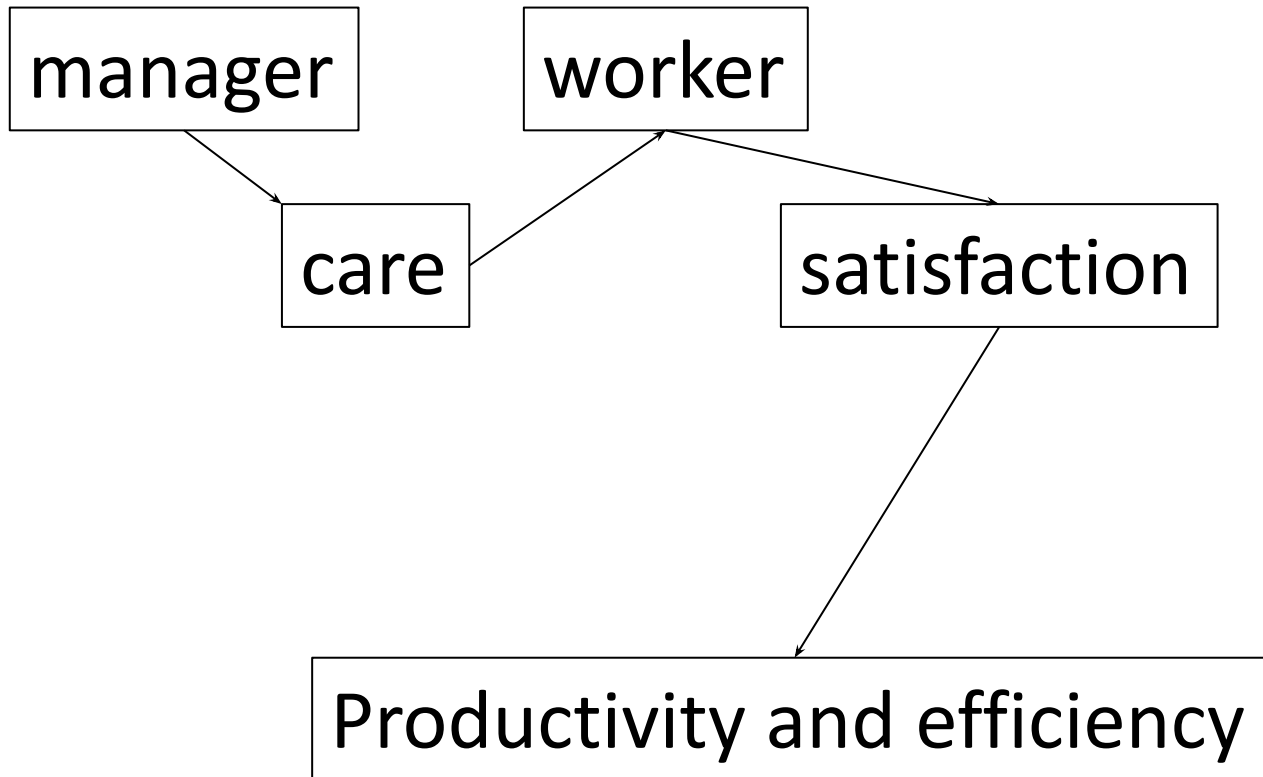 manager
worker
care
satisfaction
Productivity and efficiency